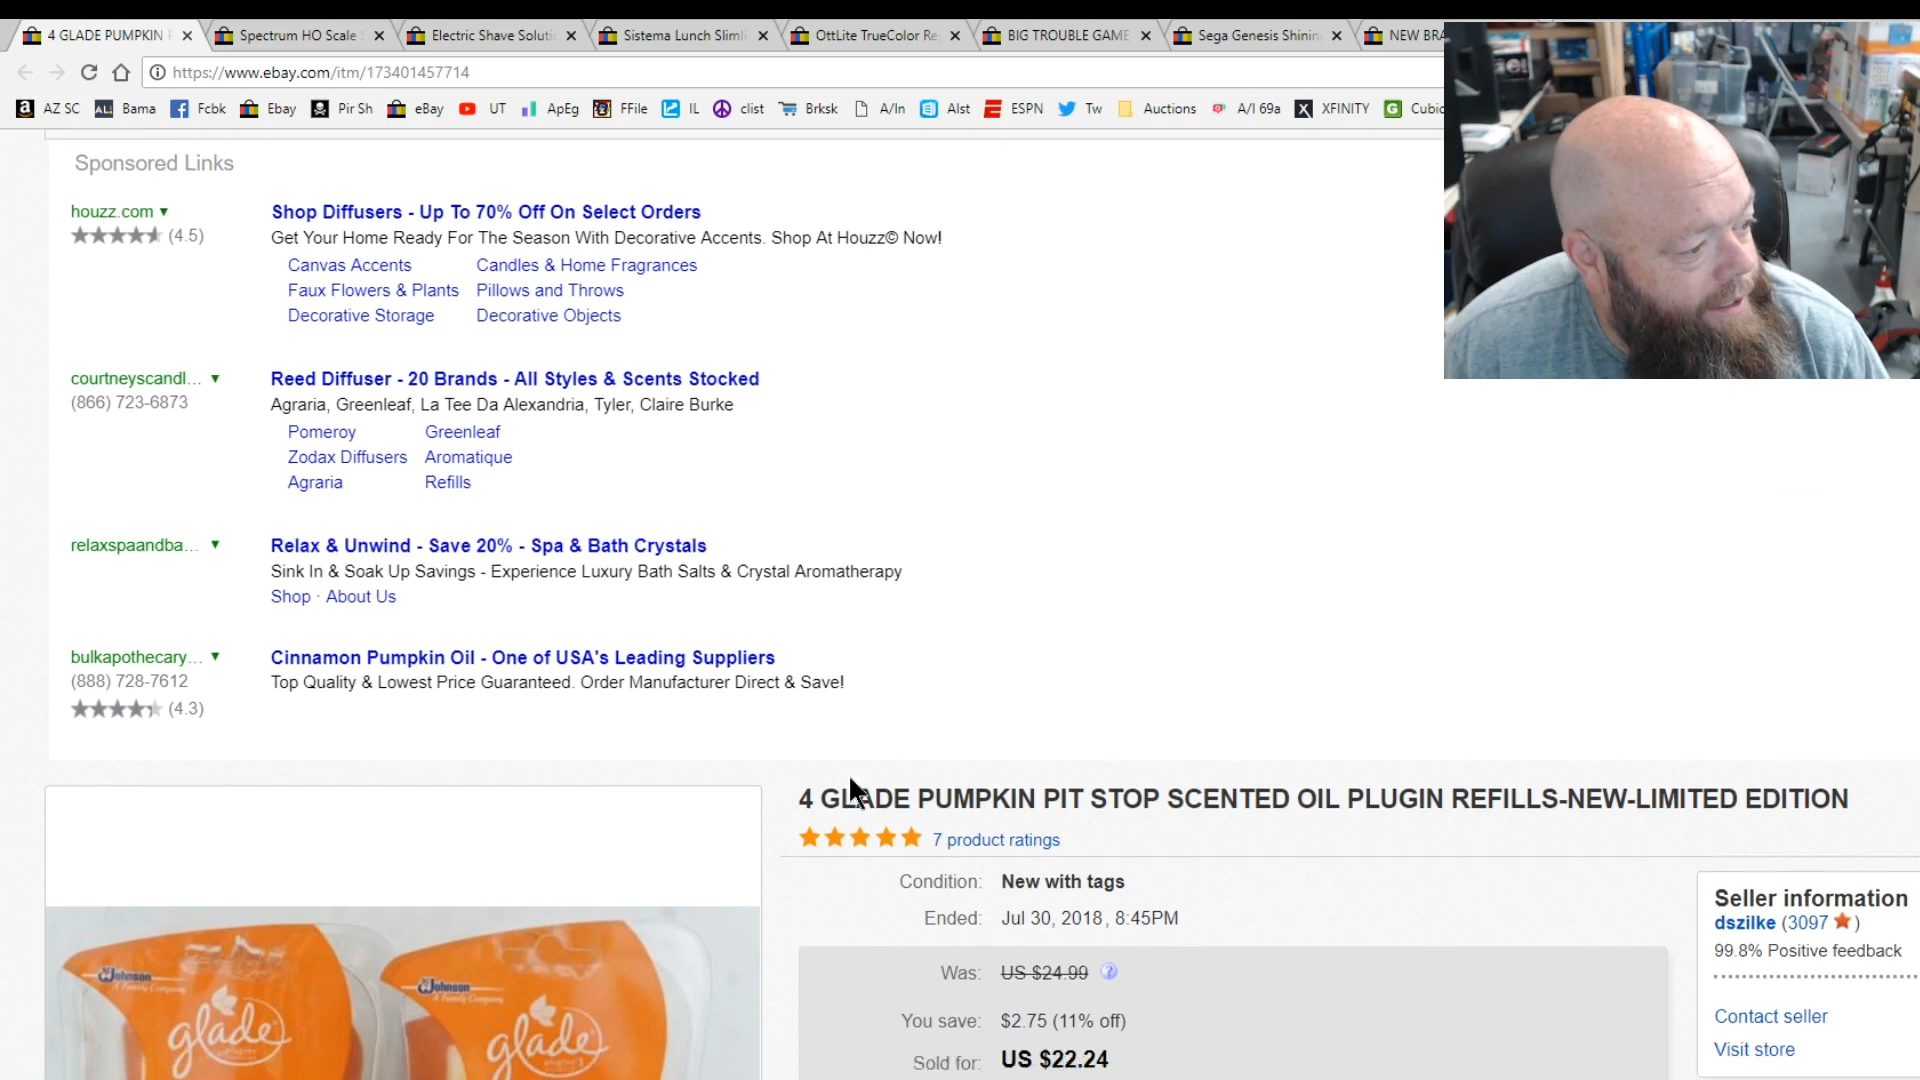 4 GLADE PUMPKIN
Spectrum HO Scale
Electric Shave Soluti
Sistema Lunch Slimli
OttLite TrueColor Re
BIG TROUBLE GAME
Sega Genesis Shinin
NEW BRA
https://www.ebay.com/itm/173401457714
AZ SC
ALL
Bama
Fcbk
Ebay
Pir Sh
eBay
UT
ApEg
FFile
IL
clist
Brksk
A/In
Alst
ESPN
Tw
Auctions
A/I 69a
XFINITY
Cubic
Sponsored Links
houzz.com
Shop Diffusers - Up To 70% Off On Select Orders
(4.5)
Get Your Home Ready For The Season With Decorative Accents. Shop At Houzz© Now!
Canvas Accents Candles & Home Fragrances
Faux Flowers & Plants Pillows and Throws
Decorative Storage Decorative Objects
courtneyscandl...
Reed Diffuser - 20 Brands - All Styles & Scents Stocked
(866) 723-6873
Agraria, Greenleaf, La Tee Da Alexandria, Tyler, Claire Burke
Pomeroy Greenleaf
Zodax Diffusers Aromatique
Agraria Refills
relaxspaandba...
Relax & Unwind - Save 20% - Spa & Bath Crystals
Sink In & Soak Up Savings - Experience Luxury Bath Salts & Crystal Aromatherapy
Shop · About Us
bulkapothecary...
Cinnamon Pumpkin Oil - One of USA's Leading Suppliers
(888) 728-7612
Top Quality & Lowest Price Guaranteed. Order Manufacturer Direct & Save!
(4.3)
4 GLADE PUMPKIN PIT STOP SCENTED OIL PLUGIN REFILLS-NEW-LIMITED EDITION
7 product ratings
Condition: New with tags
Ended: Jul 30, 2018, 8:45PM
Was: US $24.99
You save: $2.75 (11% off)
Sold for: US $22.24
Seller information
dszilke (3097)
99.8% Positive feedback
Contact seller
Visit store
Johnson
A Family Company
glade
Johnson
A Family Company
glade